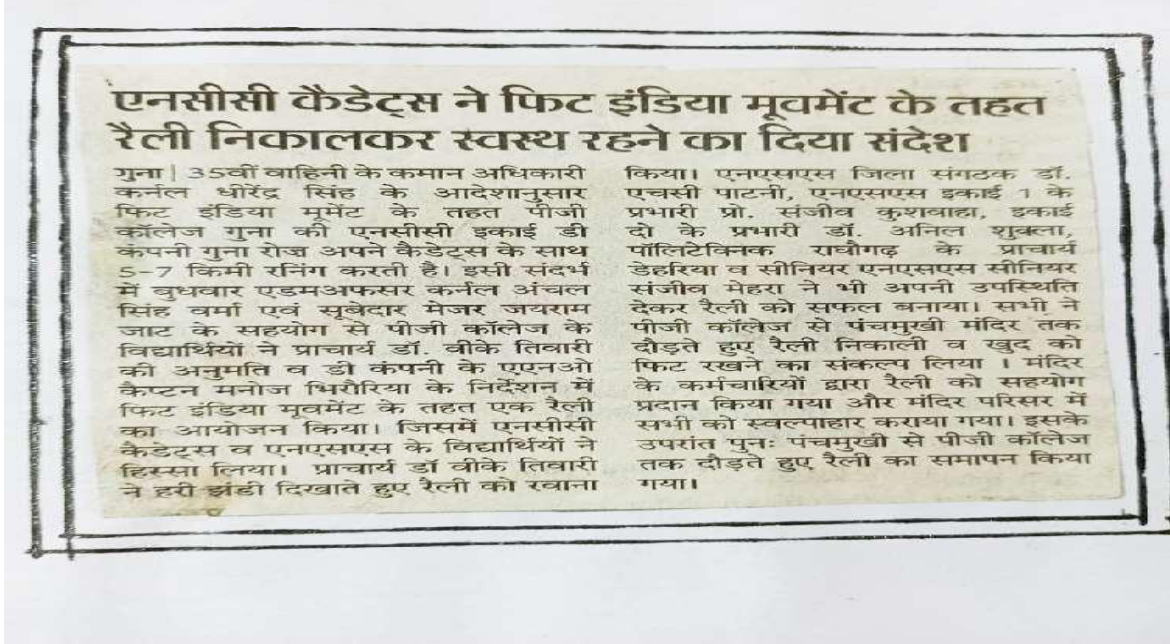 एनसीसी कैडेट्स ने फिट इंडिया मूवमेंट के तहत
रैली निकालकर स्वस्थ रहने का दिया संदेश
गुना | 35वीं वाहिनी के कमान अधिकारी
कर्नल धीरेंद्र सिंह के आदेशानुसार
फिट इंडिया मूमेंट के तहत पीजी
कॉलेज गुना की एनसीसी इकाई डी
कंपनी गुना रोज अपने कैडेट्स के साथ
5-7 किमी रनिंग करती है। इसी संदर्भ
में बुधवार एडमअफसर कर्नल अंचल
सिंह वर्मा एवं सूबेदार मेजर जयराम
जाट के सहयोग से पीजी कॉलेज के
विद्यार्थियों ने प्राचार्य डॉ. वीके तिवारी
की अनुमति व डी कंपनी के एएनओ
कैप्टन मनोज भिरौरिया के निर्देशन में
फिट इंडिया मूवमेंट के तहत एक रैली
का आयोजन किया। जिसमें एनसीसी
कैडेट्स व एनएसएस के विद्यार्थियों ने
हिस्सा लिया। प्राचार्य डॉ वीके तिवारी
ने हरी झंडी दिखाते हुए रैली को रवाना
किया। एनएसएस जिला संगठक डॉ.
एचसी पाटनी, एनएसएस इकाई 1 के
प्रभारी प्रो. संजीव कुशवाहा, इकाई
दो के प्रभारी डॉ. अनिल शुक्ला,
पॉलिटेक्निक राघौगढ़ के प्राचार्य
डेहरिया व सीनियर एनएसएस सीनियर
संजीव मेहरा ने भी अपनी उपस्थिति
देकर रैली को सफल बनाया। सभी ने
पीजी कॉलेज से पंचमुखी मंदिर तक
दौड़ते हुए रैली निकाली व खुद को
फिट रखने का संकल्प लिया । मंदिर
के कर्मचारियों द्वारा रैली को सहयोग
प्रदान किया गया और मंदिर परिसर में
सभी को स्वल्पाहार कराया गया। इसके
उपरांत पुनः पंचमुखी से पीजी कॉलेज
तक दौड़ते हुए रैली का समापन किया
गया।